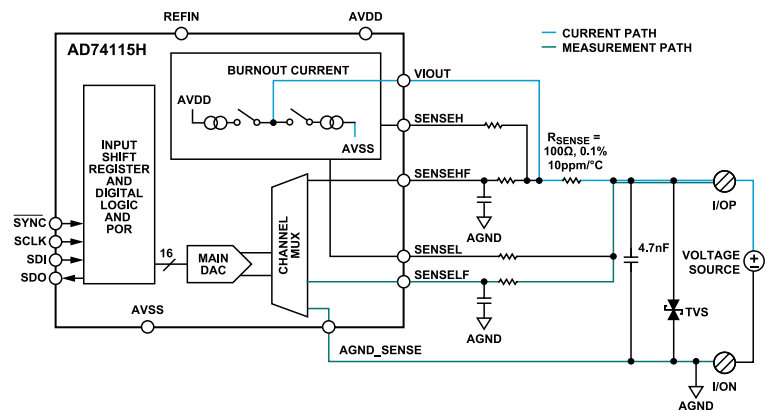 REFIN
AVDD
AD74115H
CURRENT PATH
MEASUREMENT PATH
BURNOUT CURRENT
AVDD
AVSS
VIOUT
SENSEH
RSENSE =
100Ω, 0.1%
10ppm/°C
INPUT
SHIFT
REGISTER
AND
DIGITAL
LOGIC
AND
POR
SENSEHF
AGND
I/OP
SYNC
SCLK
SDI
SDO
16
MAIN
DAC
CHANNEL
MUX
SENSEL
SENSELF
AGND
4.7nF
VOLTAGE
SOURCE
TVS
AVSS
AGND_SENSE
I/ON
AGND